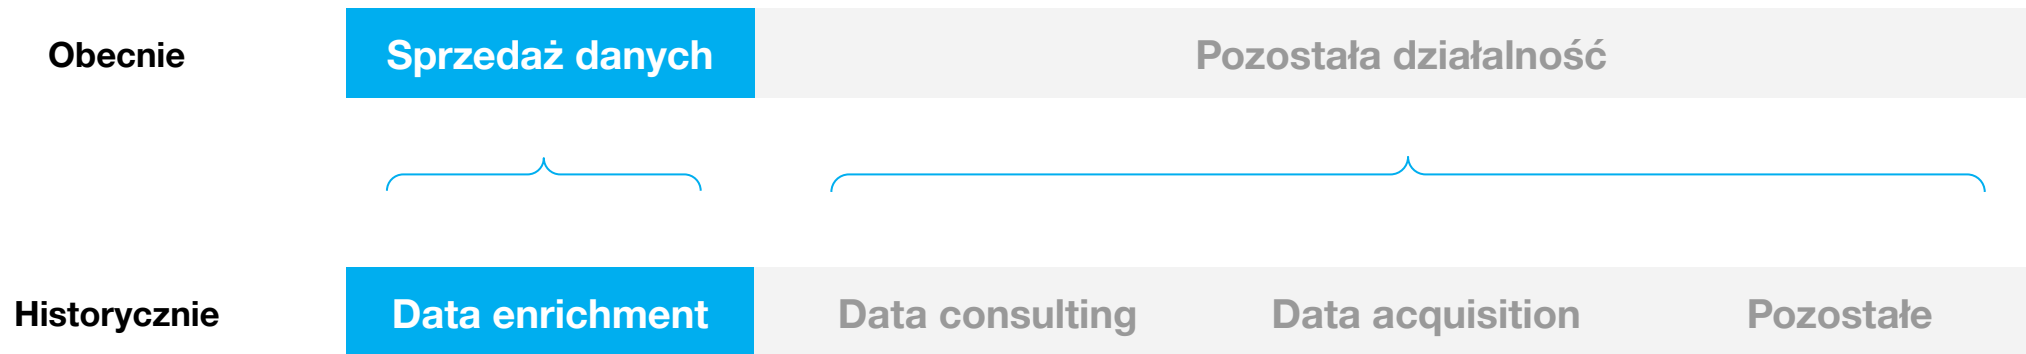 Obecnie
Sprzedaż danych
Pozostała działalność
Historycznie
Data enrichment
Data consulting
Data acquisition
Pozostałe